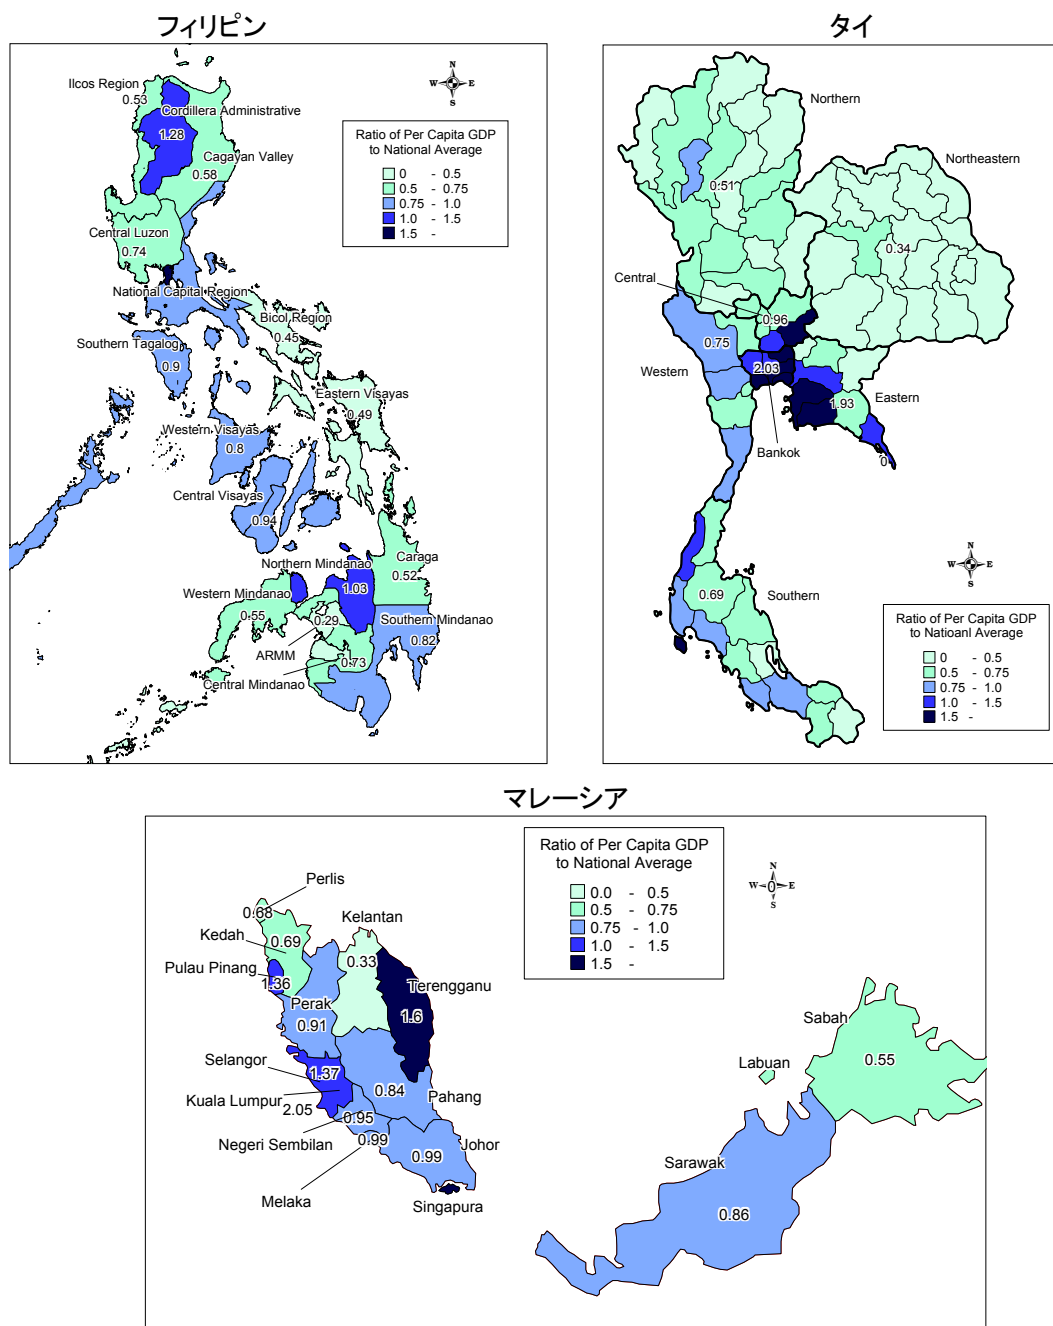 フィリピン
Ilcos Region
0.53
Cordillera Administrative
1.28
Cagayan Valley
0.58
Central Luzon
0.74
National Capital Region
Bicol Region
0.45
Southern Tagalog
0.9
Eastern Visayas
0.49
Western Visayas
0.8
Central Visayas
0.94
Northern Mindanao
1.03
Caraga
0.52
Western Mindanao
0.55
0.29
Southern Mindanao
0.82
ARMM
0.73
Central Mindanao
N
W E
S
Ratio of Per Capita GDP
to National Average
0 - 0.5
0.5 - 0.75
0.75 - 1.0
1.0 - 1.5
1.5 -
タイ
Northern
0.51
Northeastern
0.34
Central
0.96
0.75
Western
2.03
Eastern
1.93
Bankok
0
0.69
Southern
N
W E
S
Ratio of Per Capita GDP
to Natioanl Average
0 - 0.5
0.5 - 0.75
0.75 - 1.0
1.0 - 1.5
1.5 -
マレーシア
Ratio of Per Capita GDP
to National Average
0.0 - 0.5
0.5 - 0.75
0.75 - 1.0
1.0 - 1.5
1.5 -
N
W 0 E
S
Perlis
0.68
Kedah
0.69
Kelantan
0.33
Pulau Pinang
1.36
Terengganu
1.6
Perak
0.91
Selangor
1.37
Kuala Lumpur
2.05
0.84
Pahang
0.95
Negeri Sembilan
0.99
Melaka
Johor
0.99
Singapura
Sabah
0.55
Labuan
Sarawak
0.86